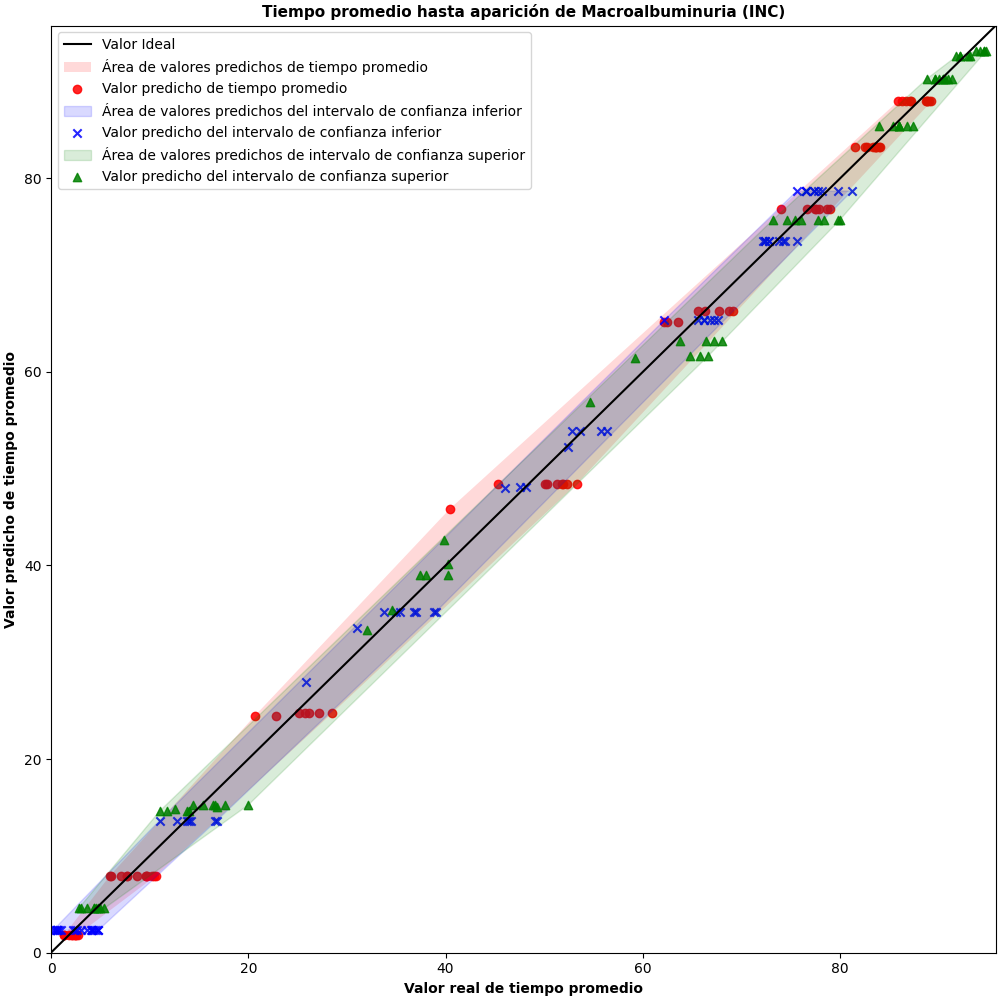 Tiempo promedio hasta aparición de Macroalbuminuria (INC)
Valor Ideal
Área de valores predichos de tiempo promedio
Valor predicho de tiempo promedio
Área de valores predichos del intervalo de confianza inferior
Valor predicho del intervalo de confianza inferior
Área de valores predichos de intervalo de confianza superior
Valor predicho del intervalo de confianza superior
Valor predicho de tiempo promedio
80
60
40
20
0
0 20 40 60 80
Valor real de tiempo promedio